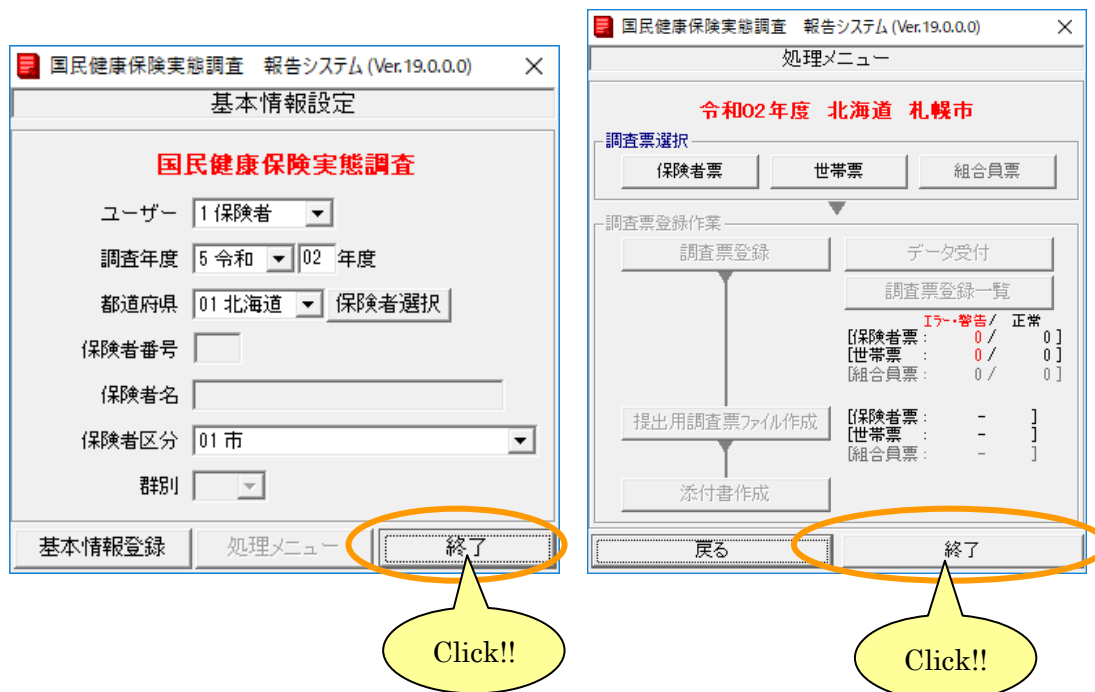 国民健康保険実態調査　報告システム (Ver.19.0.0.0)
基本情報設定
国民健康保険実態調査
ユーザー 1 保険者
調査年度 5 令和 02 年度
都道府県 01 北海道 保険者選択
保険者番号
保険者名
保険者区分 01 市
群別
基本情報登録 処理メニュー 終了
Click!!
国民健康保険実態調査　報告システム (Ver.19.0.0.0)
処理メニュー
令和02年度 北海道 札幌市
調査票選択
保険者票 世帯票 組合員票
調査票登録作業
調査票登録 データ受付
調査票登録一覧
エラー・警告/ 正常
[保険者票: 0/ 0]
[世帯票 : 0/ 0]
[組合員票: 0/ 0]
提出用調査票ファイル作成
[保険者票: - ]
[世帯票 : - ]
[組合員票: - ]
添付書作成
戻る 終了
Click!!